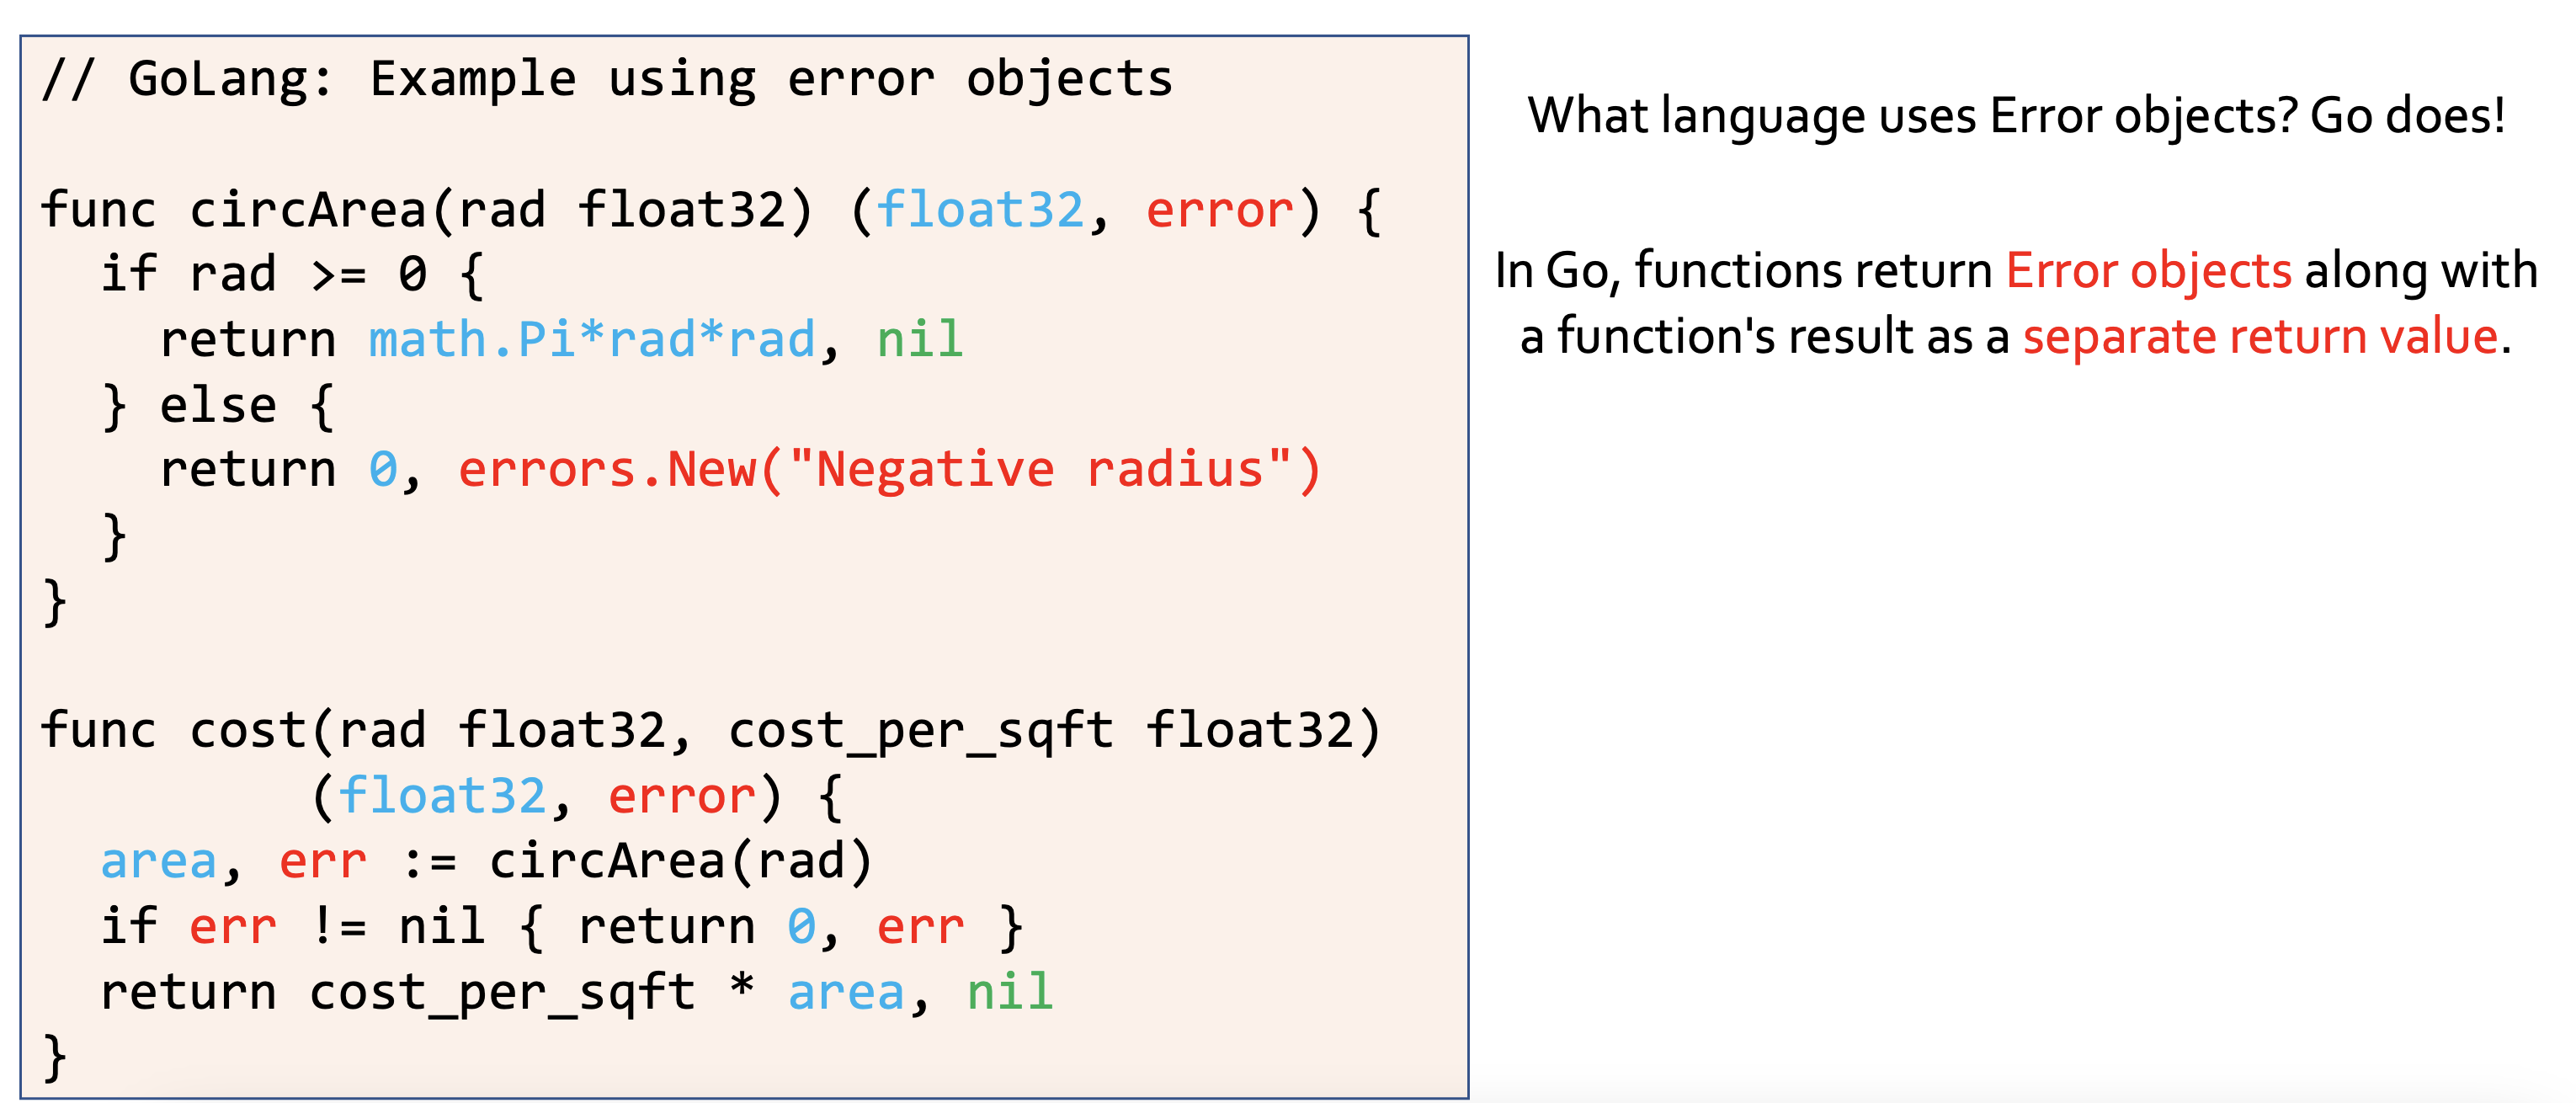 // GoLang: Example using error objects
func circArea(rad float32) (float32, error) {
  if rad >= 0 {
    return math.Pi*rad*rad, nil
  } else {
    return 0, errors.New("Negative radius")
  }
}
func cost(rad float32, cost_per_sqft float32)
         (float32, error) {
  area, err := circArea(rad)
  if err != nil { return 0, err }
  return cost_per_sqft * area, nil
}
What language uses Error objects? Go does!
In Go, functions return Error objects along with
a function's result as a separate return value.